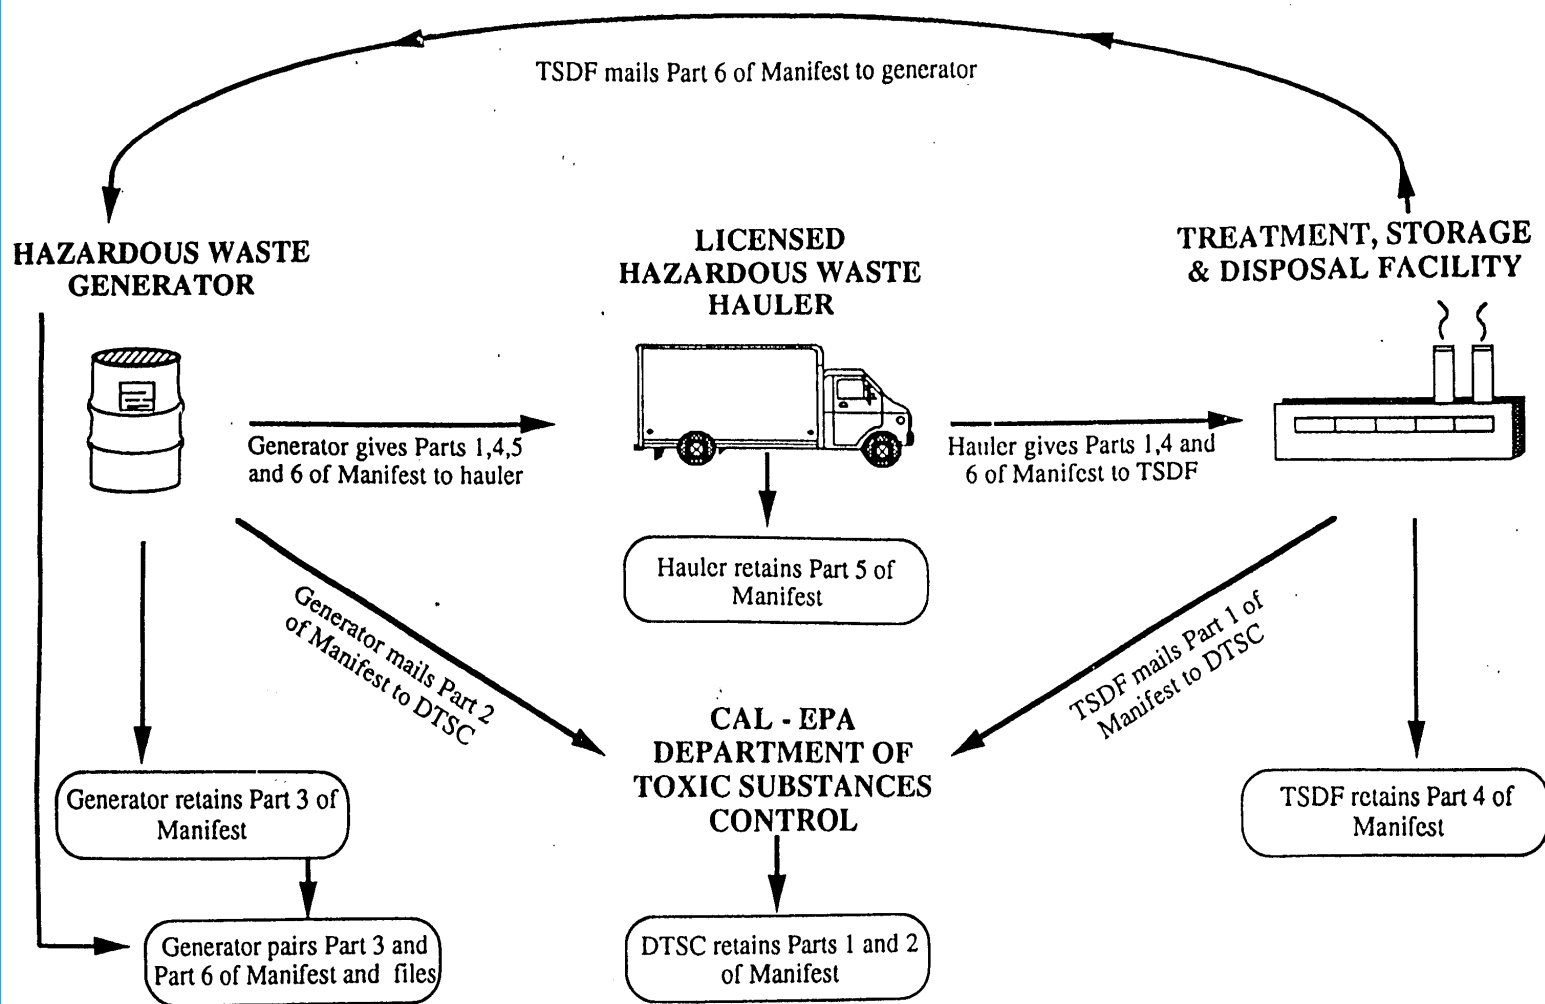 TSDF mails Part 6 of Manifest to generator
HAZARDOUS WASTE
GENERATOR
LICENSED
HAZARDOUS WASTE
HAULER
TREATMENT, STORAGE
& DISPOSAL FACILITY
Generator gives Parts 1,4,5
and 6 of Manifest to hauler
Hauler gives Parts 1,4 and
6 of Manifest to TSDF
Hauler retains Part 5 of
Manifest
Generator mails Part 2
of Manifest to DTSC
TSDF mails Part 1 of
Manifest to DTSC
CAL - EPA
DEPARTMENT OF
TOXIC SUBSTANCES
CONTROL
Generator retains Part 3 of
Manifest
TSDF retains Part 4 of
Manifest
Generator pairs Part 3 and
Part 6 of Manifest and files
DTSC retains Parts 1 and 2
of Manifest